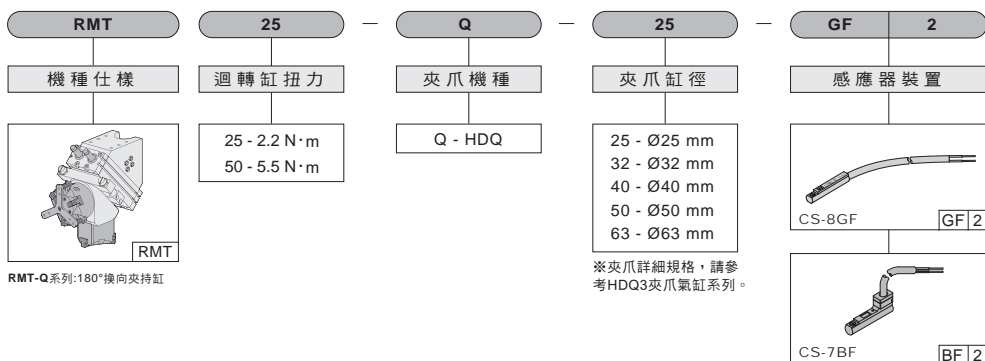 RMT 25 — Q — 25 — GF 2
機種仕樣
迴轉缸扭力
夾爪機種
夾爪缸徑
感應器裝置
RMT
RMT-Q系列:180°換向夾持缸
25 - 2.2 N·m
50 - 5.5 N·m
Q - HDQ
25 - Ø25 mm
32 - Ø32 mm
40 - Ø40 mm
50 - Ø50 mm
63 - Ø63 mm
※夾爪詳細規格，請參
考HDQ3夾爪氣缸系列。
CS-8GF GF 2
CS-7BF BF 2